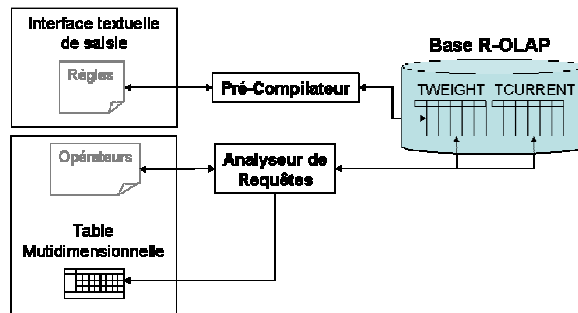 Interface textuelle
de saisie
Règles
Pré-Compilateur
Base R-OLAP
TWEIGHT TCURRENT
Opérateurs
Analyseur de
Requêtes
Table
Mutidimensionnelle